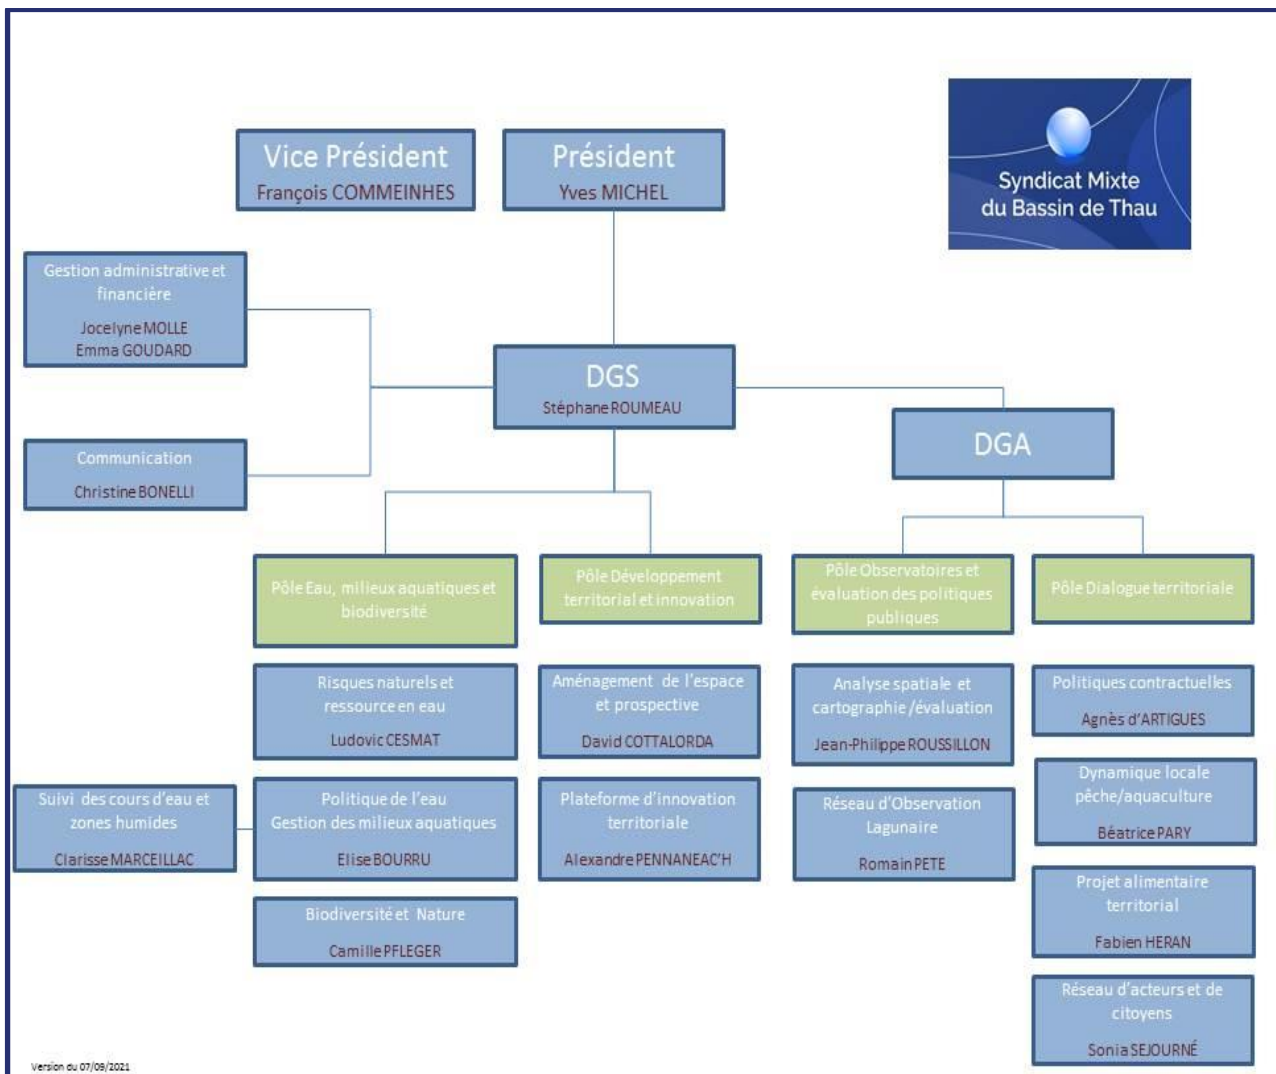 Vice Président
François COMMEINHES
Président
Yves MICHEL
Syndicat Mixte
du Bassin de Thau
Gestion administrative et
financière
Jocelyne MOLLE
Emma GOUDARD
DGS
Stéphane ROUMEAU
DGA
Communication
Christine BONELLI
Pôle Eau, milieux aquatiques et
biodiversité
Pôle Développement
territorial et innovation
Pôle Observatoires et
évaluation des politiques
publiques
Pôle Dialogue territoriale
Risques naturels et
ressource en eau
Ludovic CESMAT
Aménagement de l'espace
et prospective
David COTTALORDA
Analyse spatiale et
cartographie /évaluation
Jean-Philippe ROUSSILLON
Politiques contractuelles
Agnès d'ARTIGUES
Suivi des cours d'eau et
zones humides
Clarisse MARCEILLAC
Politique de l'eau
Gestion des milieux aquatiques
Elise BOURRU
Plateforme d'innovation
territoriale
Alexandre PENNANEAC'H
Réseau d'Observation
Lagunaire
Romain PETE
Dynamique locale
pêche/aquaculture
Béatrice PARY
Biodiversité et Nature
Camille PFLEGER
Projet alimentaire
territorial
Fabien HERAN
Réseau d'acteurs et de
citoyens
Sonia SEJOURNÉ
Version du 07/09/2021